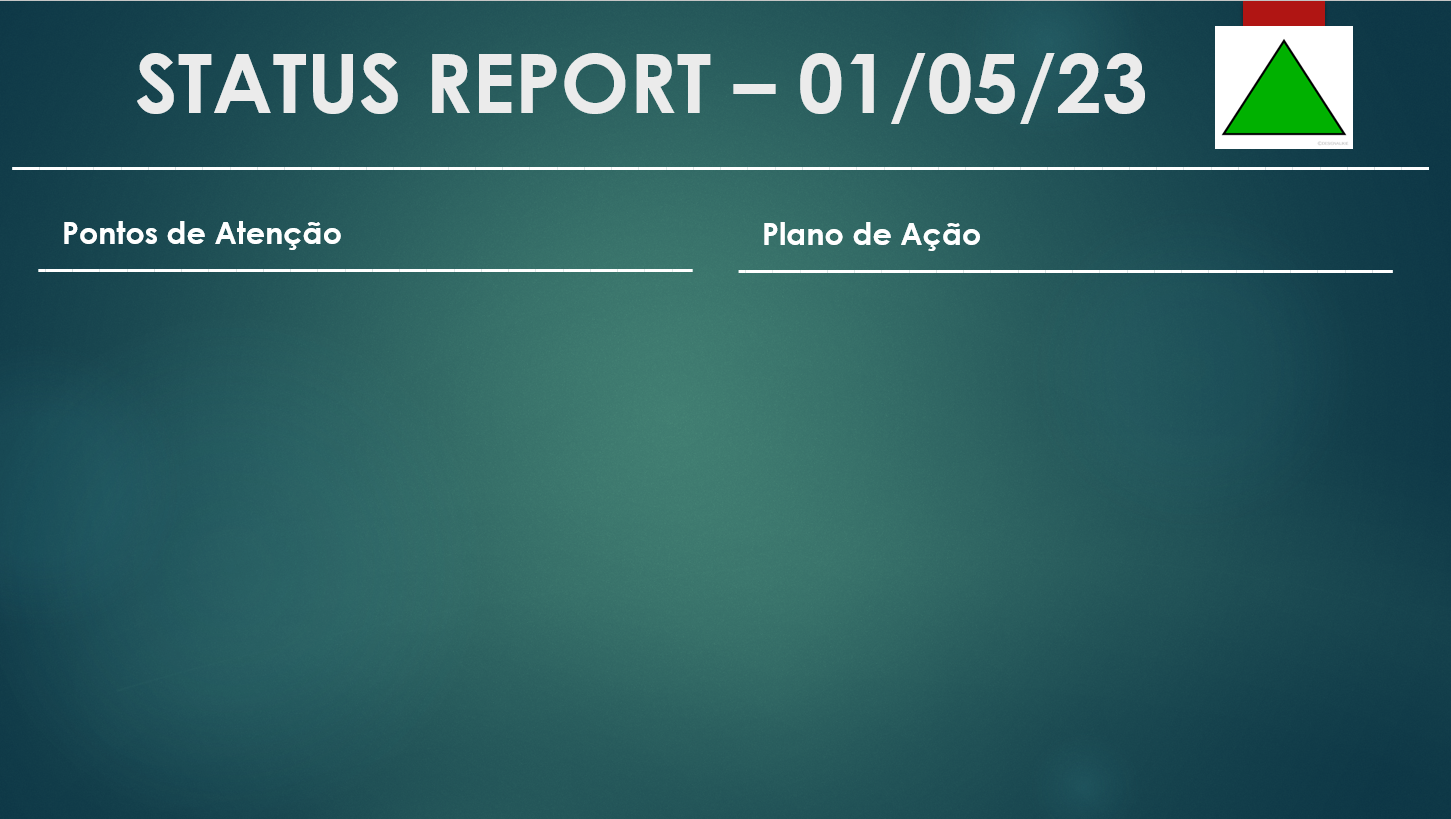 STATUS REPORT – 01/05/23
Pontos de Atenção
Plano de Ação